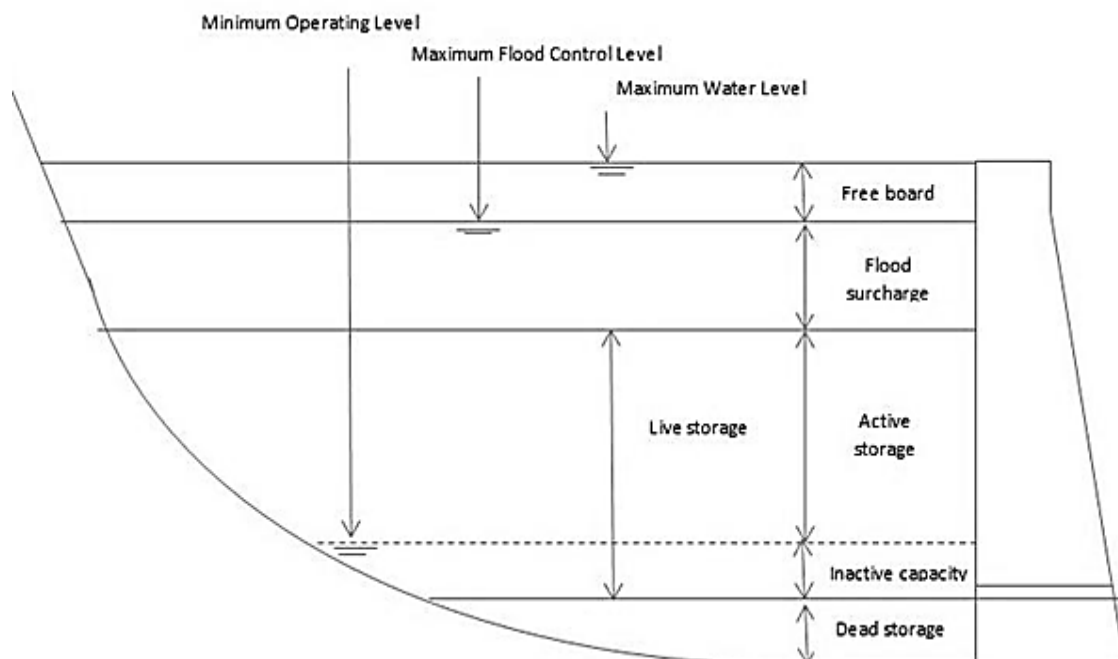 Minimum Operating Level
Maximum Flood Control Level
Maximum Water Level
Free board
Flood
surcharge
Live storage
Active
storage
Inactive capacity
Dead storage